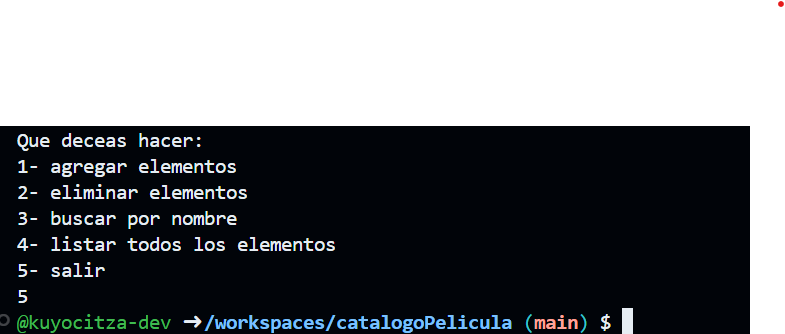 Que deceas hacer:
1- agregar elementos
2- eliminar elementos
3- buscar por nombre
4- listar todos los elementos
5- salir
5
@kuyocitza-dev ➜/workspaces/catalogoPelicula (main) $